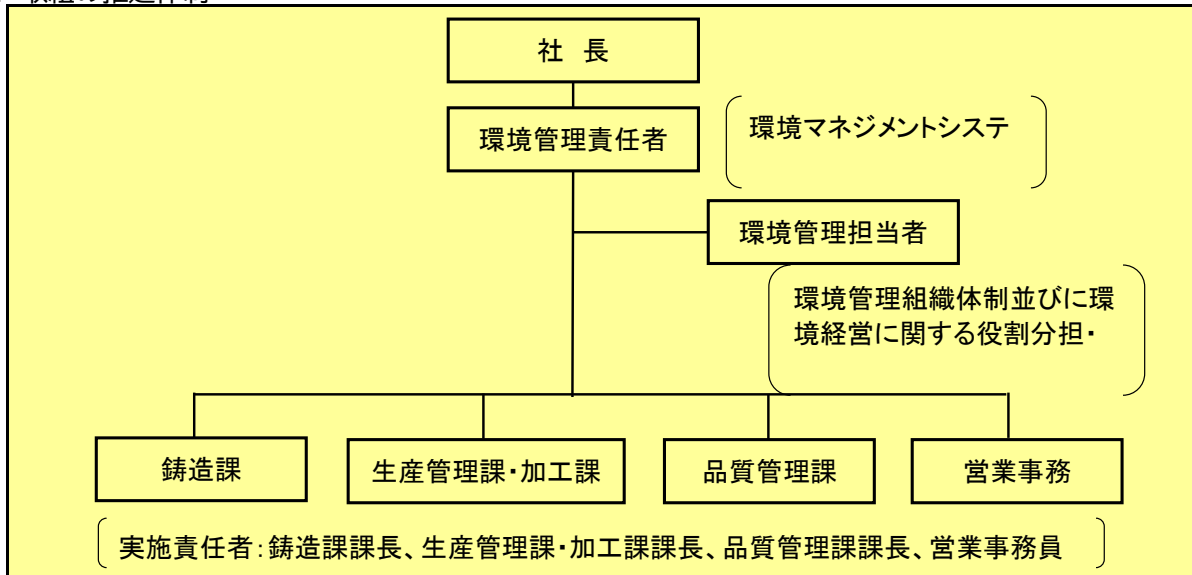 社 長
環境管理責任者
環境マネジメントシステ
環境管理担当者
環境管理組織体制並びに環
境経営に関する役割分担・
鋳造課
生産管理課・加工課
品質管理課
営業事務
実施責任者：鋳造課課長、生産管理課・加工課課長、品質管理課課長、営業事務員